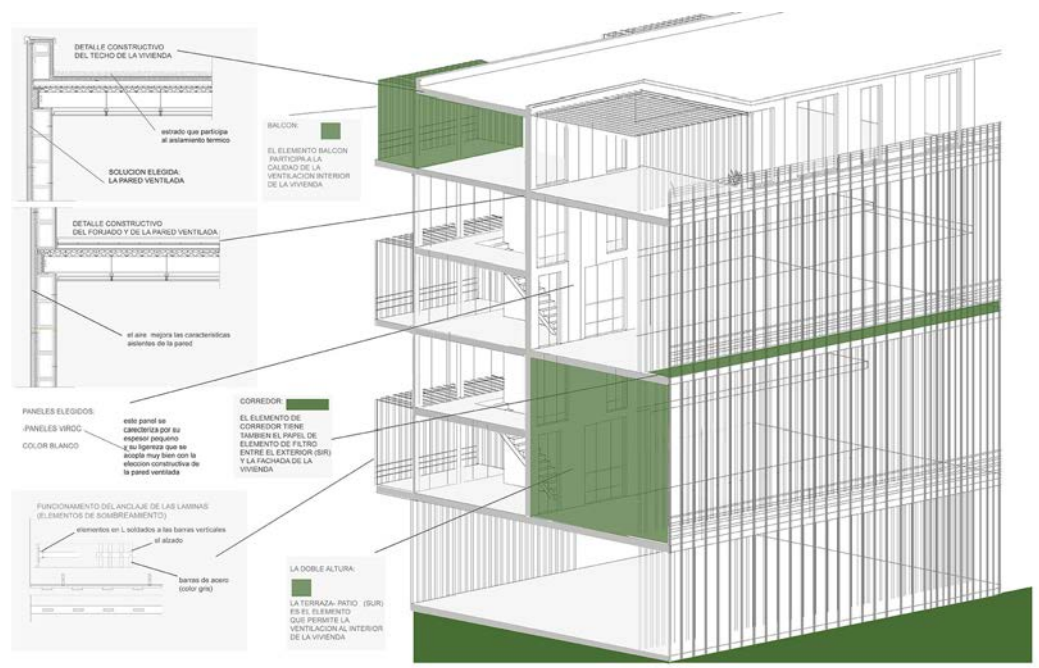 DETALLE CONSTRUCTIVO
DEL TECHO DE LA VIVIENDA
estrado que participa
al aislamiento termico
SOLUCION ELEGIDA:
LA PARED VENTILADA
BALCON:
EL ELEMENTO BALCON
PARTICIPA A LA
CALIDAD DE LA
VENTILACION INTERIOR
DE LA VIVIENDA
DETALLE CONSTRUCTIVO
DEL FORJADO Y DE LA PARED VENTILADA
el aire mejora las caracteristicas
aislentes de la pared
PANELES ELEGIDOS:
-PANELES VIROC
COLOR BLANCO
este panel se
carecteriza por su
espesor pequeno
y su ligereza que se
acopla muy bien con la
eleccion constructiva de
la pared ventilada
CORREDOR:
EL ELEMENTO DE
CORREDOR TIENE
TAMBIEN EL PAPEL DE
ELEMENTO DE FILTRO
ENTRE EL EXTERIOR (SIR)
Y LA FACHADA DE LA
VIVIENDA
FUNCIONAMENTO DEL ANCLAJE DE LAS LAMINAS
(ELEMENTOS DE SOMBREAMIENTO)
elementos en L soldados a las barras verticales
el alzado
barras de acero
(color gris)
LA DOBLE ALTURA:
LA TERRAZA- PATIO (SUR)
ES EL ELEMENTO
QUE PERMITE LA
VENTILACION AL INTERIOR
DE LA VIVIENDA